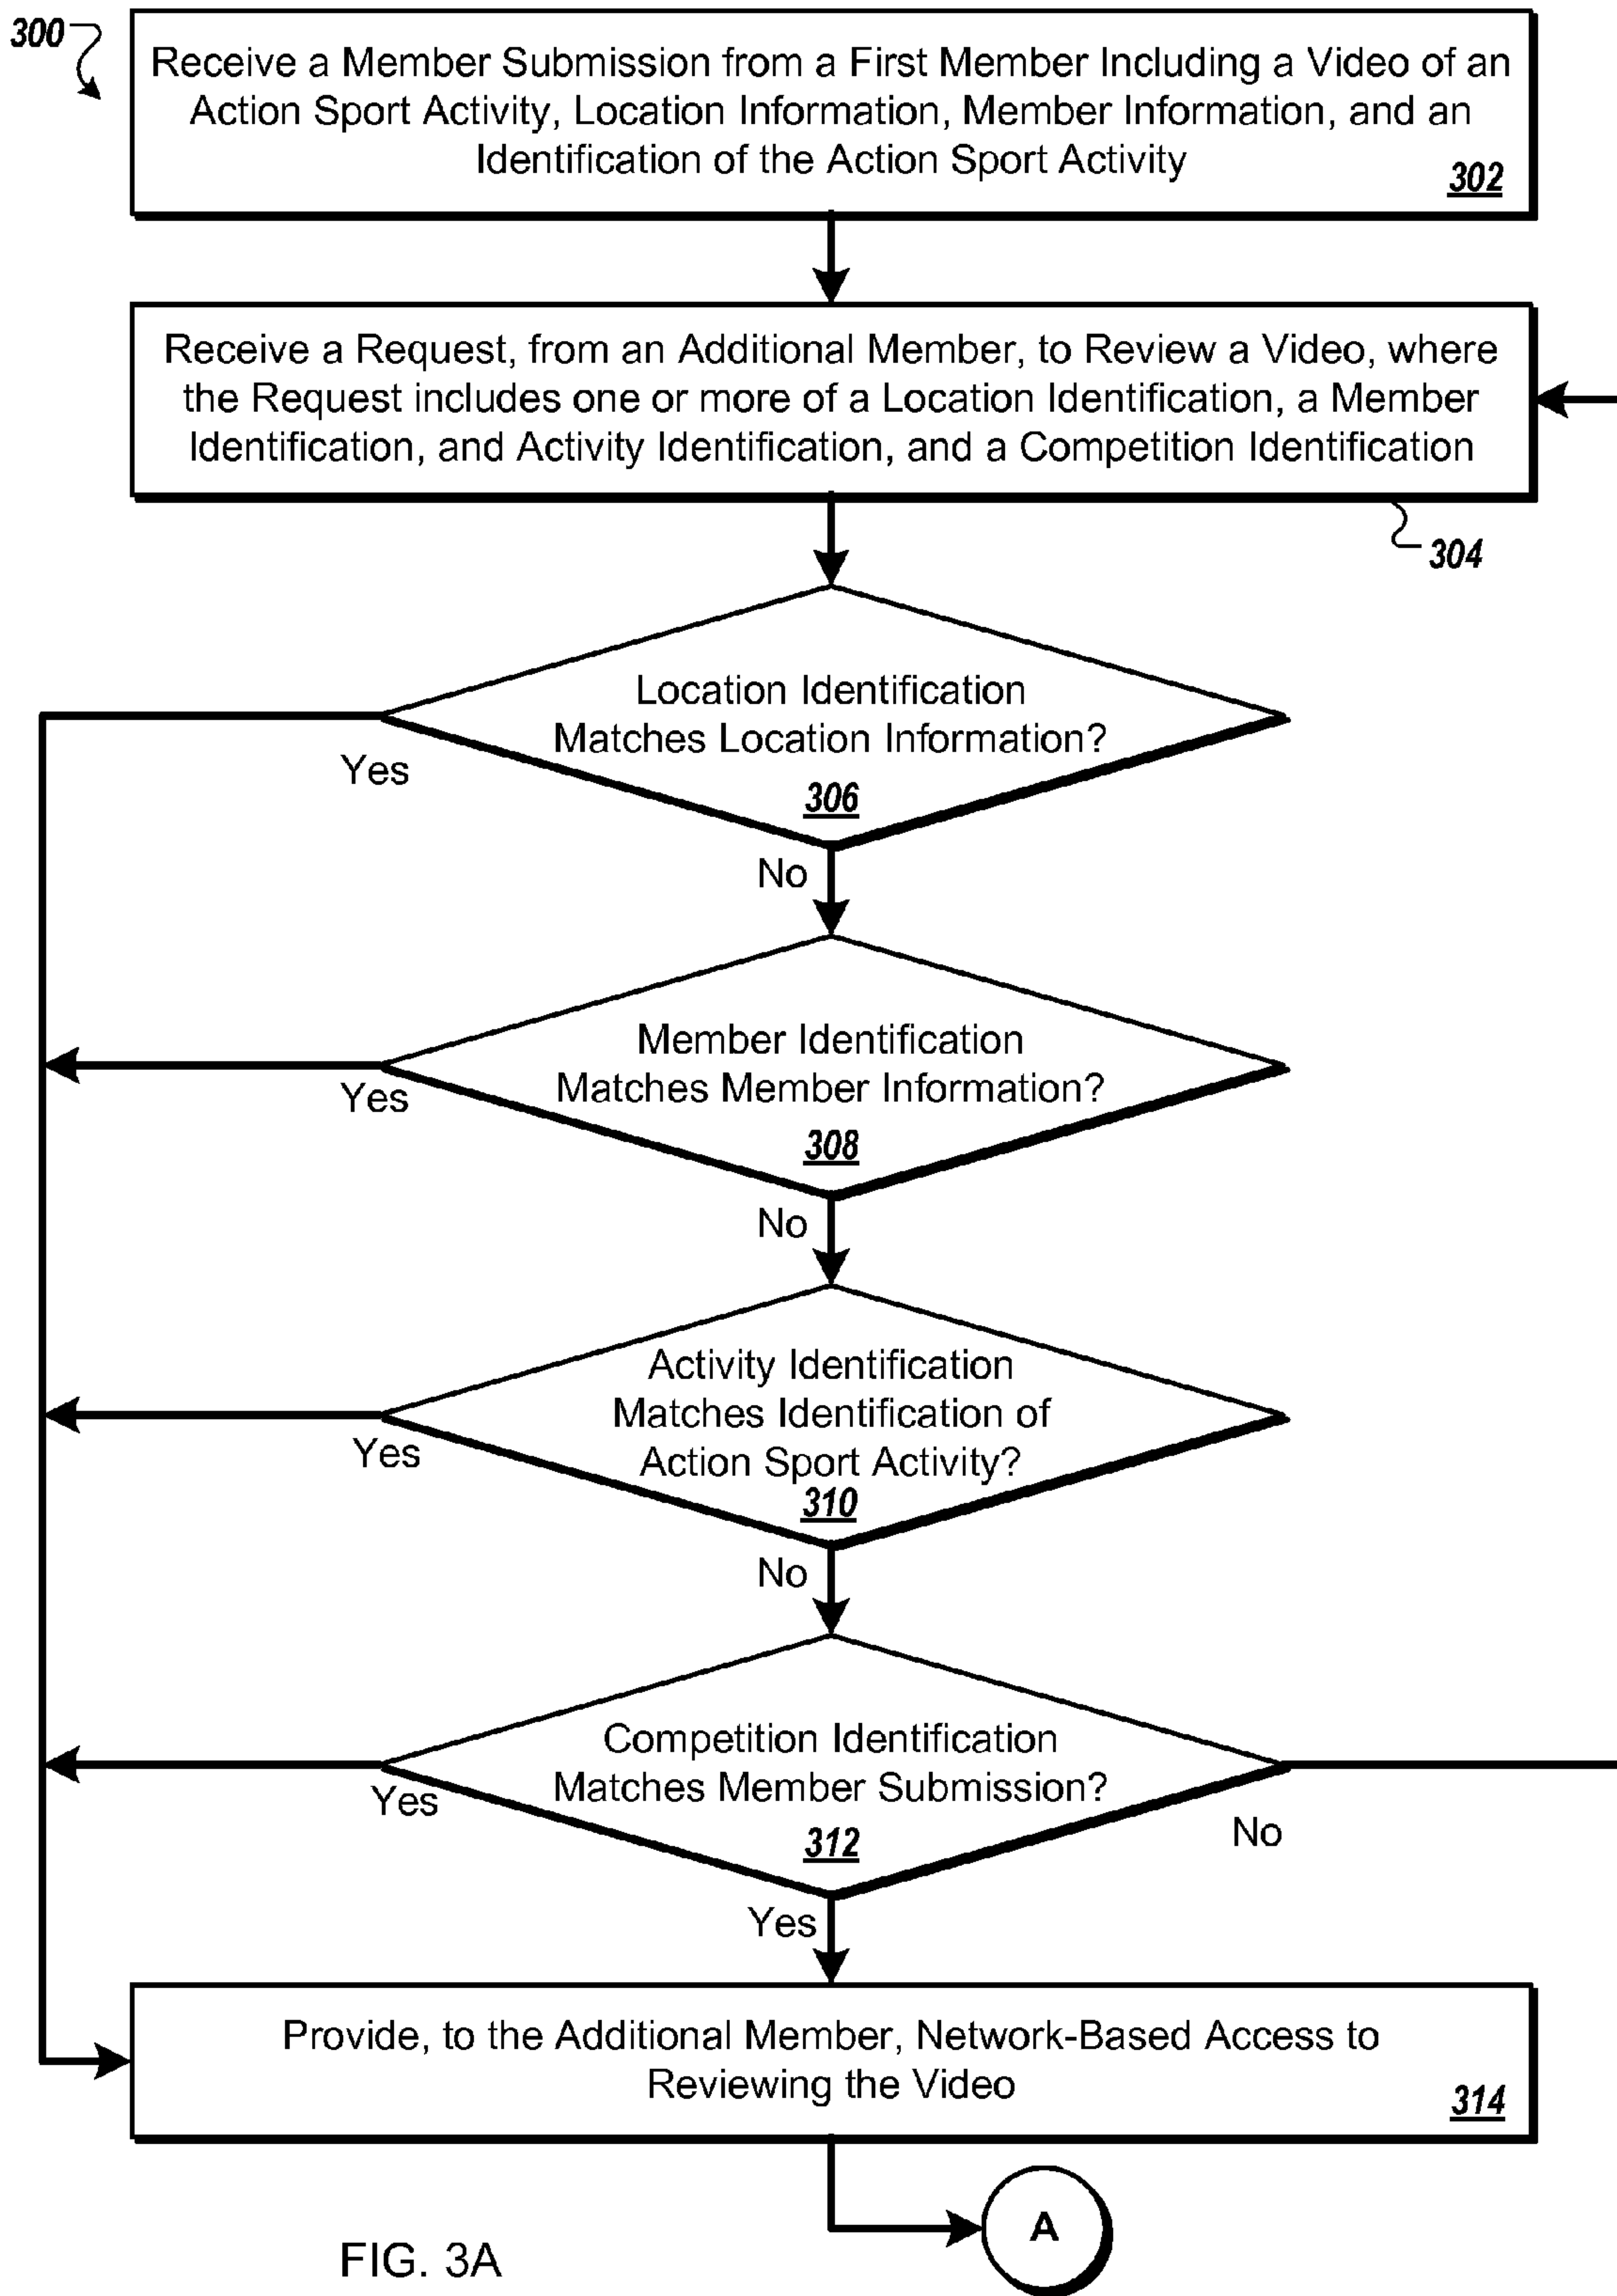 300
Receive a Member Submission from a First Member Including a Video of an
Action Sport Activity, Location Information, Member Information, and an
Identification of the Action Sport Activity
302
Receive a Request, from an Additional Member, to Review a Video, where
the Request includes one or more of a Location Identification, a Member
Identification, and Activity Identification, and a Competition Identification
304
Location Identification
Matches Location Information?
306
Yes
No
Member Identification
Matches Member Information?
308
Yes
No
Activity Identification
Matches Identification of
Action Sport Activity?
310
Yes
No
Competition Identification
Matches Member Submission?
312
Yes
No
Yes
Provide, to the Additional Member, Network-Based Access to
Reviewing the Video
314
A
FIG. 3A